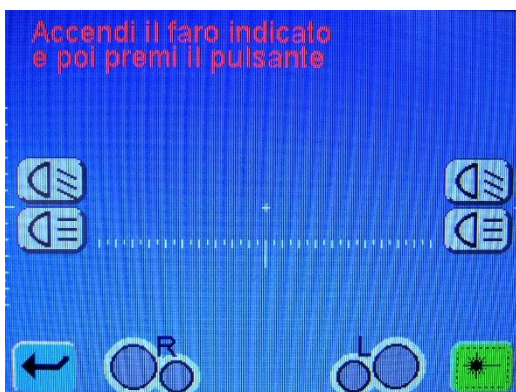 Accendi il faro indicato
e poi premi il pulsante
R
L